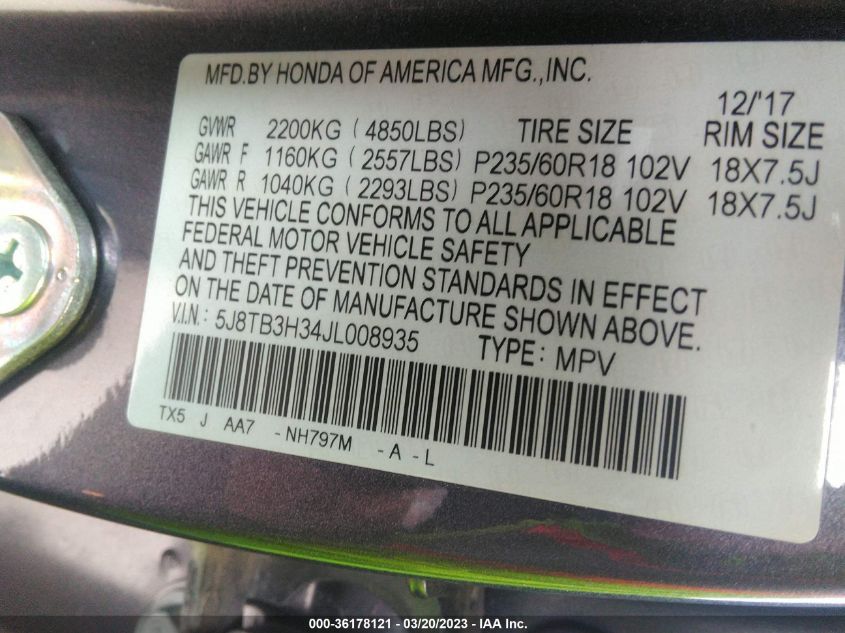 MFD.BY HONDA OF AMERICA MFG.,INC.
12/'17
GVWR 2200KG (4850LBS) TIRE SIZE RIM SIZE
GAWR F 1160KG (2557LBS) P235/60R18 102V 18X7.5J
GAWR R 1040KG (2293LBS) P235/60R18 102V 18X7.5J
THIS VEHICLE CONFORMS TO ALL APPLICABLE
FEDERAL MOTOR VEHICLE SAFETY
AND THEFT PREVENTION STANDARDS IN EFFECT
ON THE DATE OF MANUFACTURE SHOWN ABOVE.
V.I.N: 5J8TB3H34JL008935 TYPE: MPV
TX5 J AA7 -NH797M -A -L
000-36178121 - 03/20/2023 - IAA Inc.